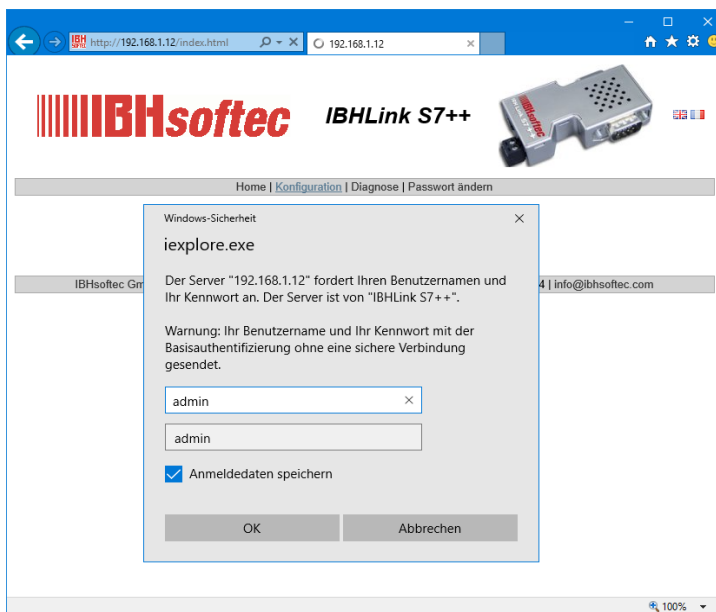 http://192.168.1.12/index.html
192.168.1.12
IBHsoftec
IBHLink S7++
Home | Konfiguration | Diagnose | Passwort ändern
Windows-Sicherheit
iexplore.exe
Der Server "192.168.1.12" fordert Ihren Benutzernamen und
Ihr Kennwort an. Der Server ist von "IBHLink S7++".
Warnung: Ihr Benutzername und Ihr Kennwort mit der
Basisauthentifizierung ohne eine sichere Verbindung
gesendet.
admin
admin
Anmeldedaten speichern
OK
Abbrechen
IBHsoftec Gm
4 | info@ibhsoftec.com
100%